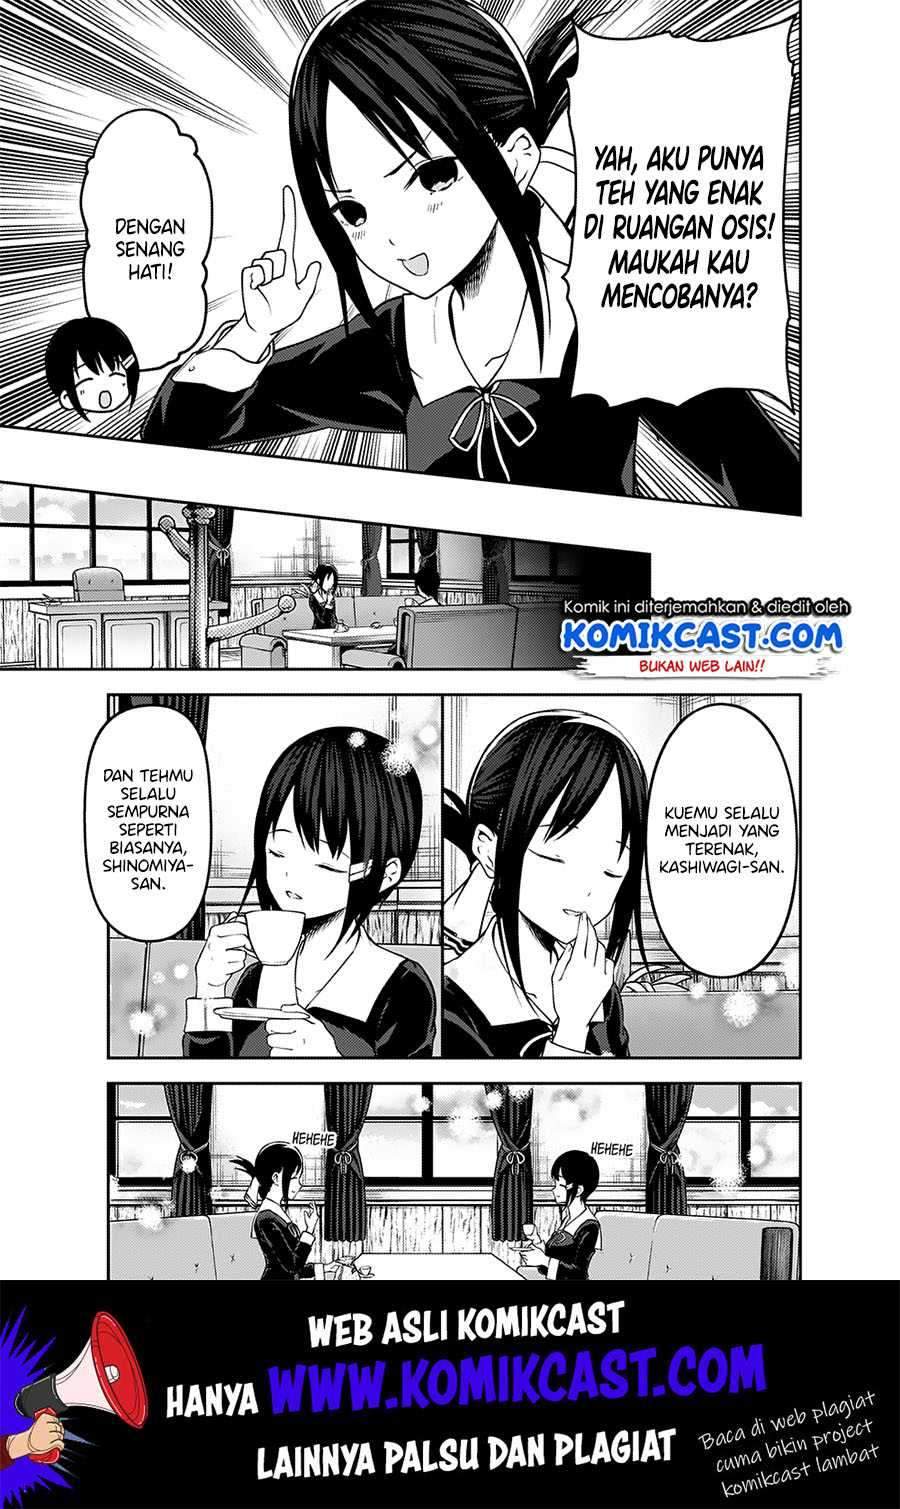 YAH, AKU PUNYA
TEH YANG ENAK
DI RUANGAN OSIS!
MAUKAH KAU
MENCOBANYA?
DENGAN
SENANG
HATI!
Komik ini diterjemahkan & diedit oleh
KOMIKCAST.COM
BUKAN WEB LAIN!!
KUEMU SELALU
MENJADI YANG
TERENAK,
KASHIWAGI-SAN.
DAN TEHMU
SELALU
SEMPURNA
SEPERTI
BIASANYA,
SHINOMIYA-
SAN.
HEHEHE
HEHEHE
WEB ASLI KOMIKCAST
HANYA WWW.KOMIKCAST.COM
LAINNYA PALSU DAN PLAGIAT
Baca di web plagiat
cuma bikin project
komikcast lambat